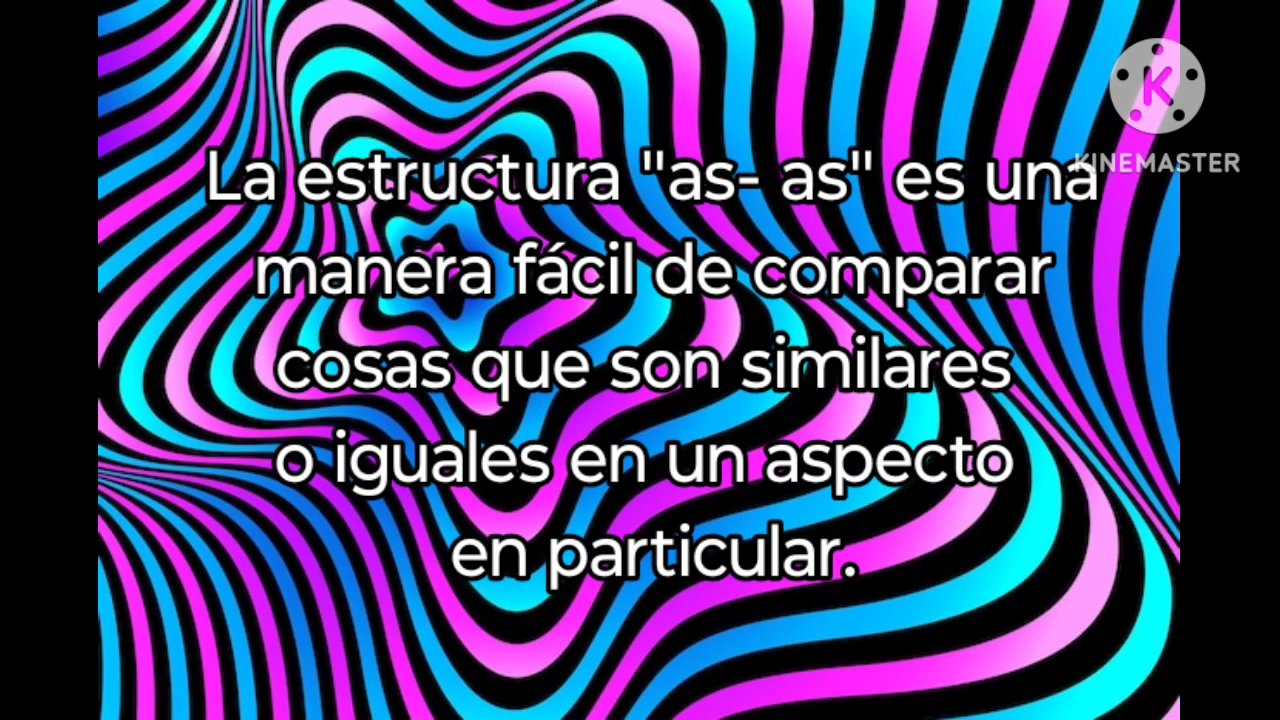 La estructura "as- as" es una
KINEMASTER
manera fácil de comparar
cosas que son similares
o iguales en un aspecto
en particular.